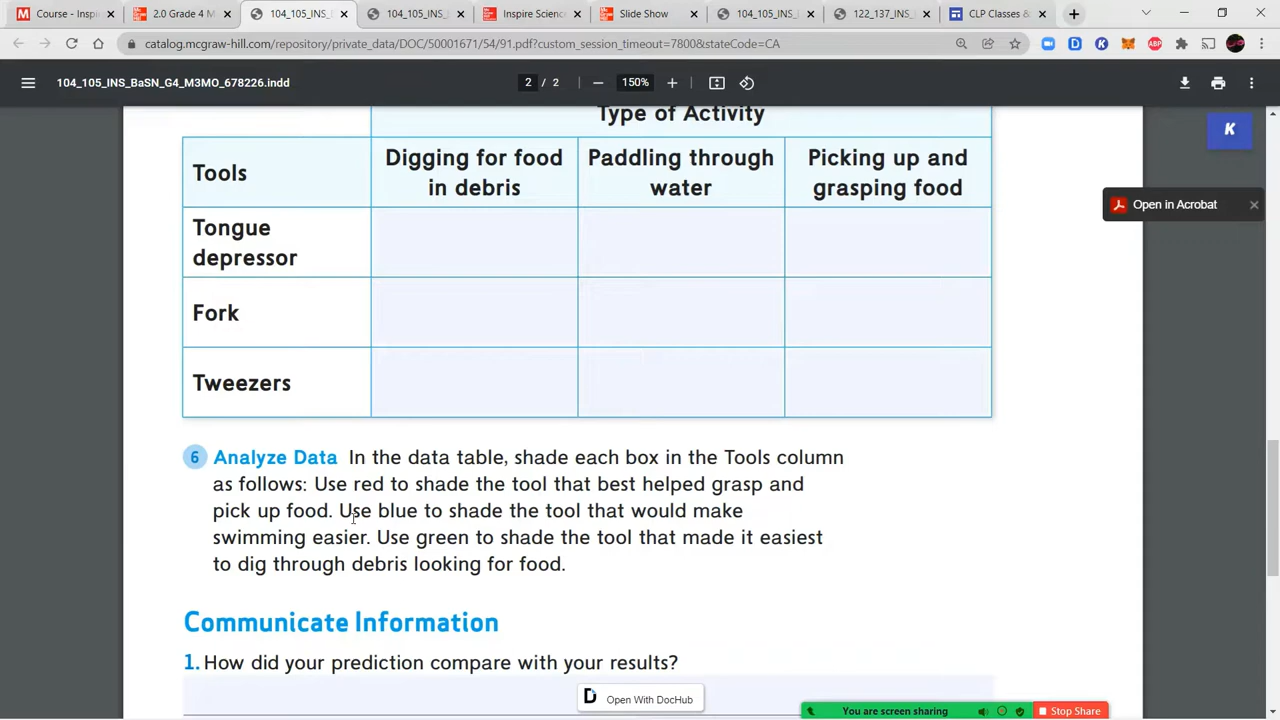 Course - Inspi
2.0 Grade 4 M
104_105_INS_
104_105_INS_
Inspire Scienc
Slide Show
104_105_INS_
122_137_INS_
CLP Classes &
catalog.mcgraw-hill.com/repository/private_data/DOC/
/91.pdf?custom_session_timeout=7800&stateCode=CA
ABP
104_105_INS_BaSN_G4_M3MO_678226.indd
2 / 2
150%
K
Open in Acrobat
Type of Activity
Tools
Digging for food in debris
Paddling through water
Picking up and grasping food
Tongue depressor
Fork
Tweezers
6 Analyze Data In the data table, shade each box in the Tools column
as follows: Use red to shade the tool that best helped grasp and
pick up food. Use blue to shade the tool that would make
swimming easier. Use green to shade the tool that made it easiest
to dig through debris looking for food.
Communicate Information
1. How did your prediction compare with your results?
Open With DocHub
You are screen sharing
Stop Share